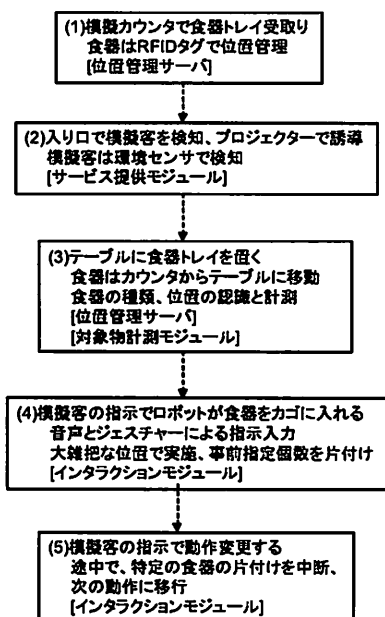 (1)模擬カウンタで食器トレイ受取り
食器はRFIDタグで位置管理
[位置管理サーバ]
(2)入り口で模擬客を検知、プロジェクターで誘導
模擬客は環境センサで検知
[サービス提供モジュール]
(3)テーブルに食器トレイを置く
食器はカウンタからテーブルに移動
食器の種類、位置の認識と計測
[位置管理サーバ]
[対象物計測モジュール]
(4)模擬客の指示でロボットが食器をカゴに入れる
音声とジェスチャーによる指示入力
大雑把な位置で実施、事前指定個数を片付け
[インタラクションモジュール]
(5)模擬客の指示で動作変更する
途中で、特定の食器の片付けを中断、
次の動作に移行
[インタラクションモジュール]